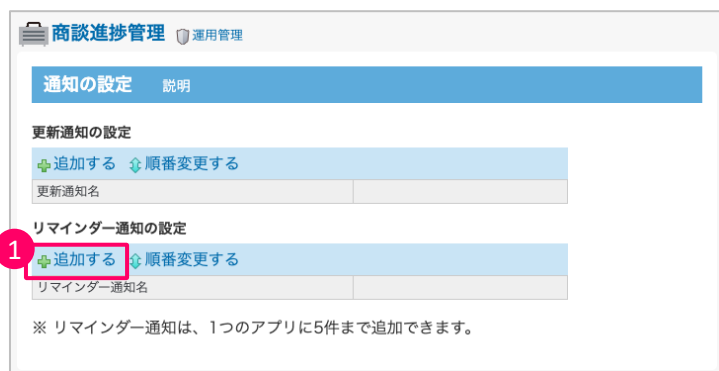 商談進捗管理 運用管理
通知の設定 説明
更新通知の設定
追加する 順番変更する
更新通知名
リマインダー通知の設定
1 追加する 順番変更する
リマインダー通知名
※ リマインダー通知は、1つのアプリに5件まで追加できます。